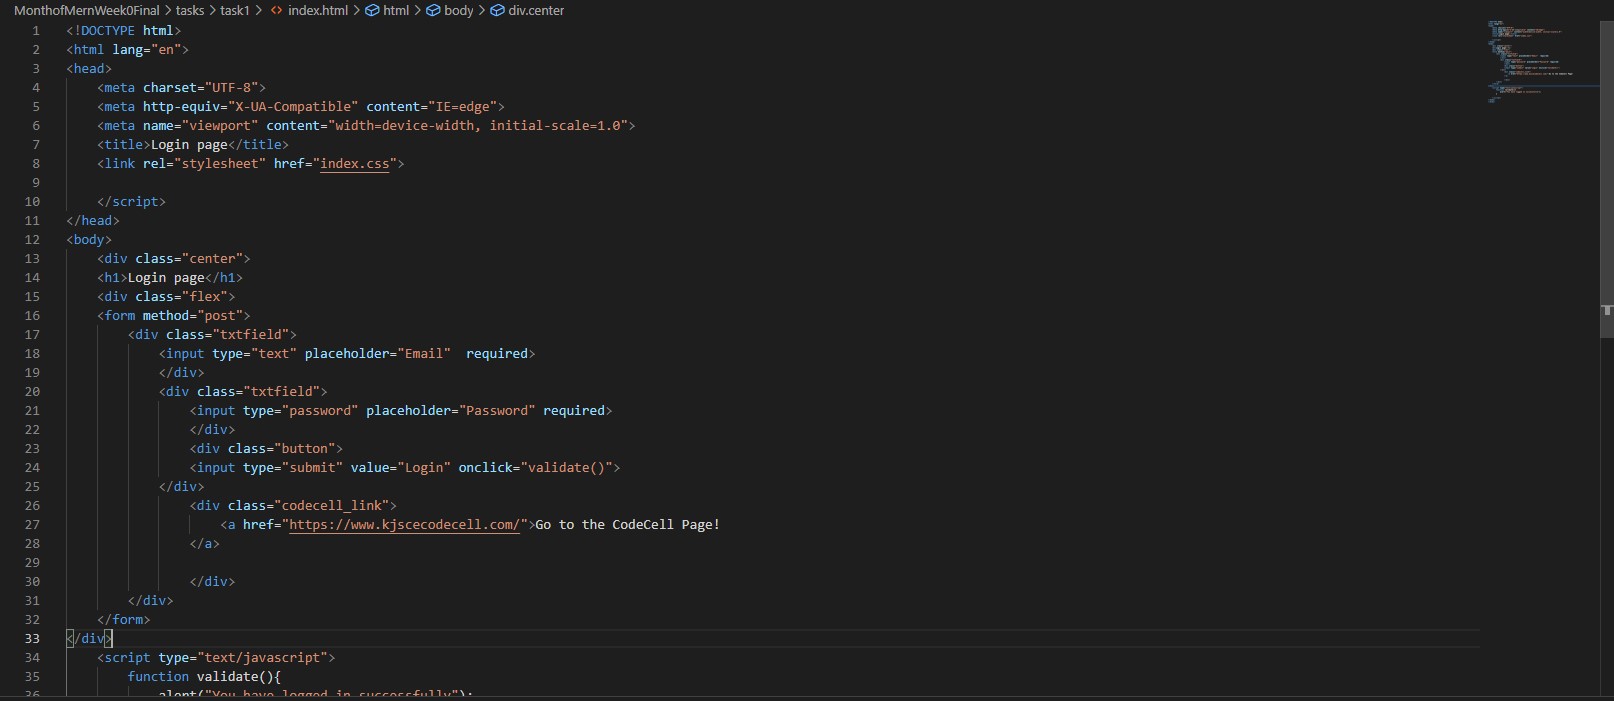 MonthofMernWeek0Final > tasks > task1 > <> index.html > html > body > div.center
1 <!DOCTYPE html>
2 <html lang="en">
3 <head>
4     <meta charset="UTF-8">
5     <meta http-equiv="X-UA-Compatible" content="IE=edge">
6     <meta name="viewport" content="width=device-width, initial-scale=1.0">
7     <title>Login page</title>
8     <link rel="stylesheet" href="index.css">
9
10     </script>
11 </head>
12 <body>
13     <div class="center">
14     <h1>Login page</h1>
15     <div class="flex">
16     <form method="post">
17         <div class="txtfield">
18             <input type="text" placeholder="Email"  required>
19             </div>
20             <div class="txtfield">
21                 <input type="password" placeholder="Password" required>
22                 </div>
23                 <div class="button">
24                 <input type="submit" value="Login" onclick="validate()">
25             </div>
26                 <div class="codecell_link">
27                     <a href="https://www.kjscecodecell.com/">Go to the CodeCell Page!
28                 </a>
29
30                 </div>
31         </div>
32     </form>
33 </div>
34     <script type="text/javascript">
35         function validate(){
36             alert("You have logged in successfully");